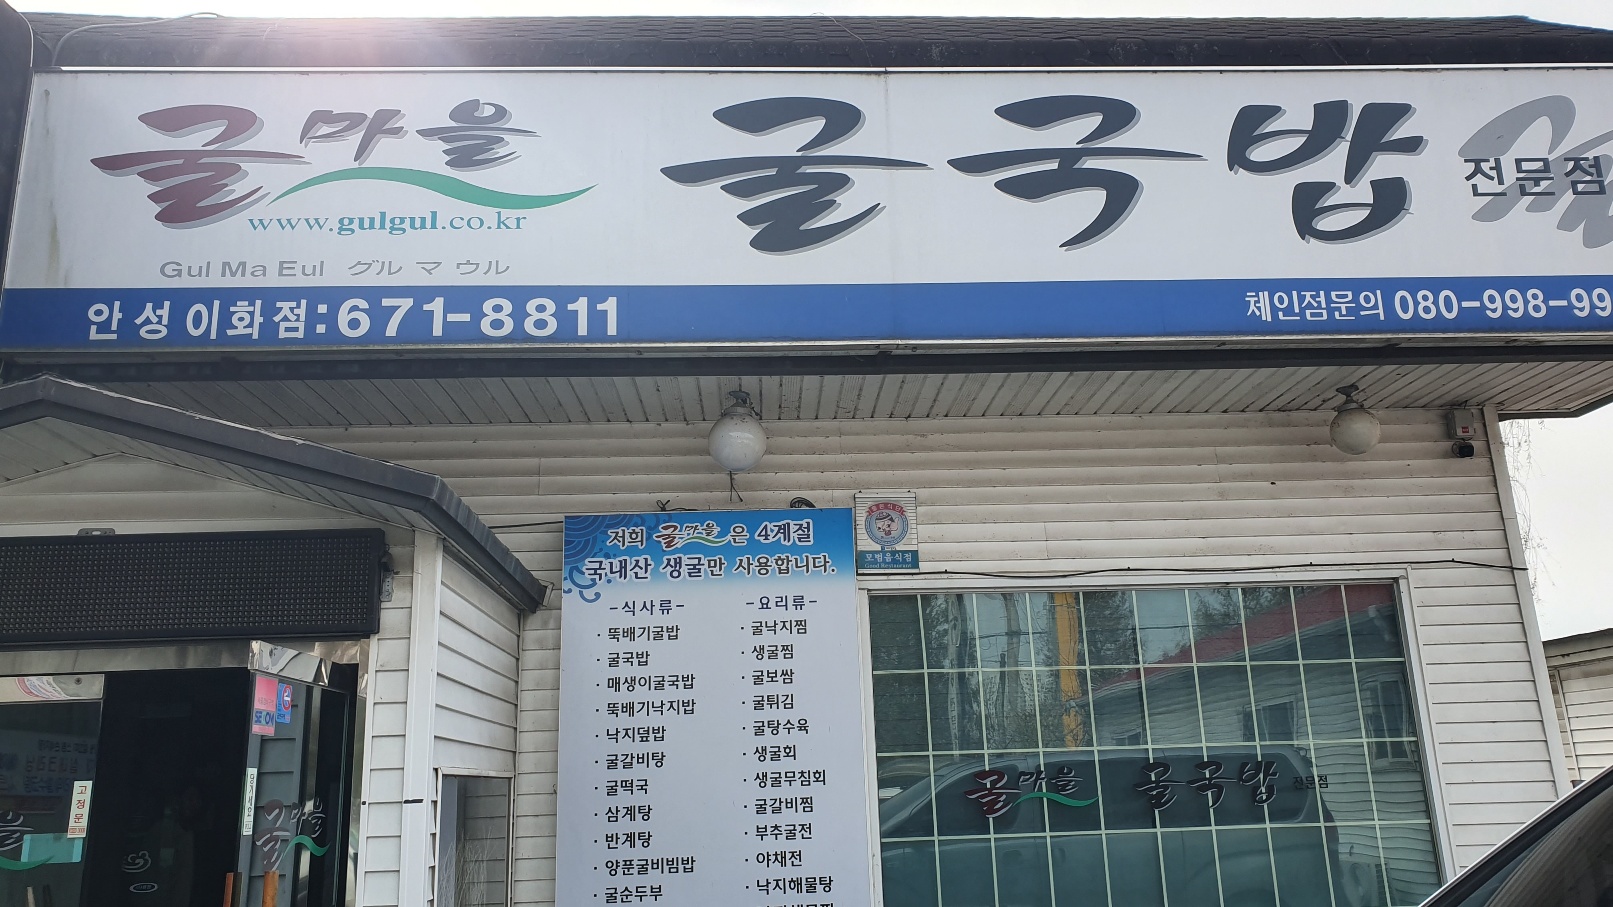 굴마을
www.gulgul.co.kr
Gul Ma Eul グル マ ウル
굴국밥
전문점
안성이화점:671-8811
체인점문의 080-998-99
저희 굴마을은 4계절
국내산 생굴만 사용합니다.
-식사류-
· 뚝배기굴밥
· 굴국밥
· 매생이굴국밥
· 뚝배기낙지밥
· 낙지덮밥
· 굴갈비탕
· 굴떡국
· 삼계탕
· 반계탕
· 양푼굴비빔밥
· 굴순두부
-요리류-
· 굴낙지찜
· 생굴찜
· 굴보쌈
· 굴튀김
· 굴탕수육
· 생굴회
· 생굴무침회
· 굴갈비찜
· 부추굴전
· 야채전
· 낙지해물탕
모범음식점
Good Restaurant
굴마을 굴국밥 전문점
고정문
굴마을